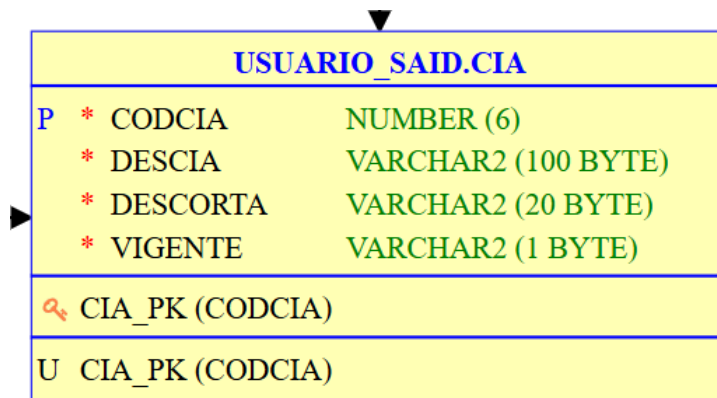 USUARIO_SAID.CIA
P * CODCIA NUMBER (6)
* DESCIA VARCHAR2 (100 BYTE)
* DESCORTA VARCHAR2 (20 BYTE)
* VIGENTE VARCHAR2 (1 BYTE)
CIA_PK (CODCIA)
U CIA_PK (CODCIA)